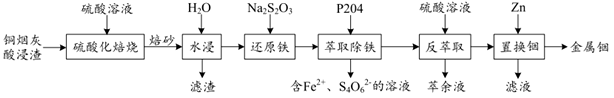 硫酸溶液 H₂O Na₂S₂O₃ P204 硫酸溶液 Zn
铜烟灰酸浸渣 硫酸化焙烧 焙砂 水浸 还原铁 萃取除铁 反萃取 置换铟 金属铟
滤渣 含Fe²⁺、S₄O₆²⁻的溶液 萃余液 滤液